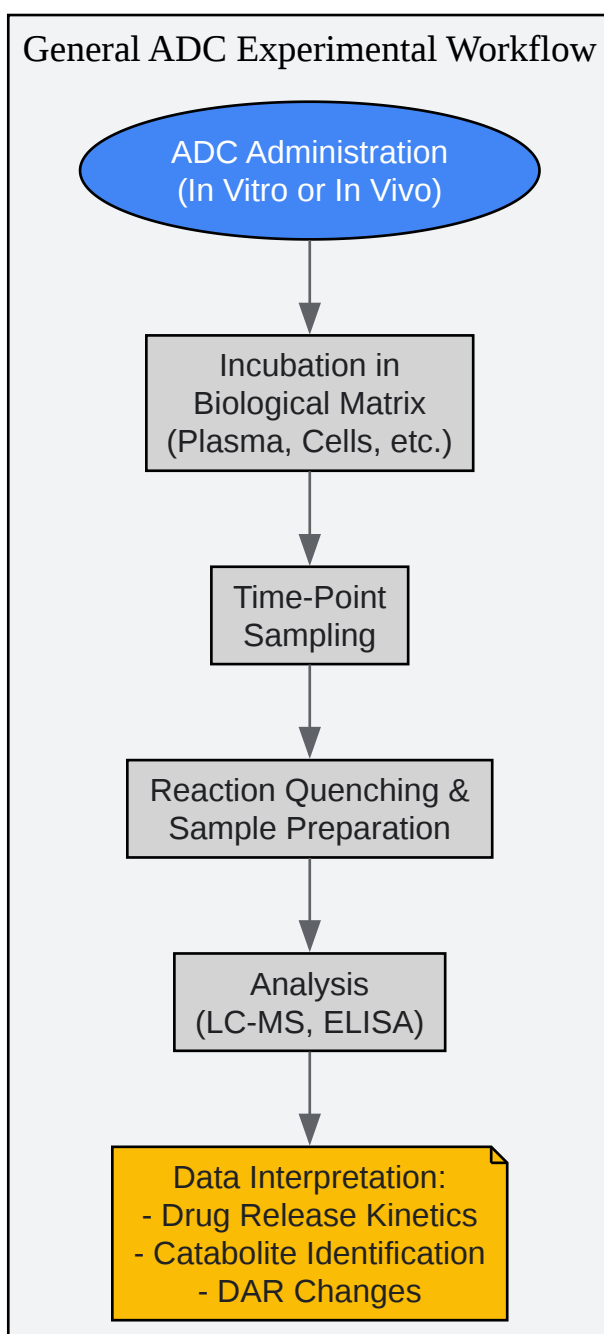 General ADC Experimental Workflow
ADC Administration
(In Vitro or In Vivo)
Incubation in
Biological Matrix
(Plasma, Cells, etc.)
Time-Point
Sampling
Reaction Quenching &
Sample Preparation
Analysis
(LC-MS, ELISA)
Data Interpretation:
- Drug Release Kinetics
- Catabolite Identification
- DAR Changes